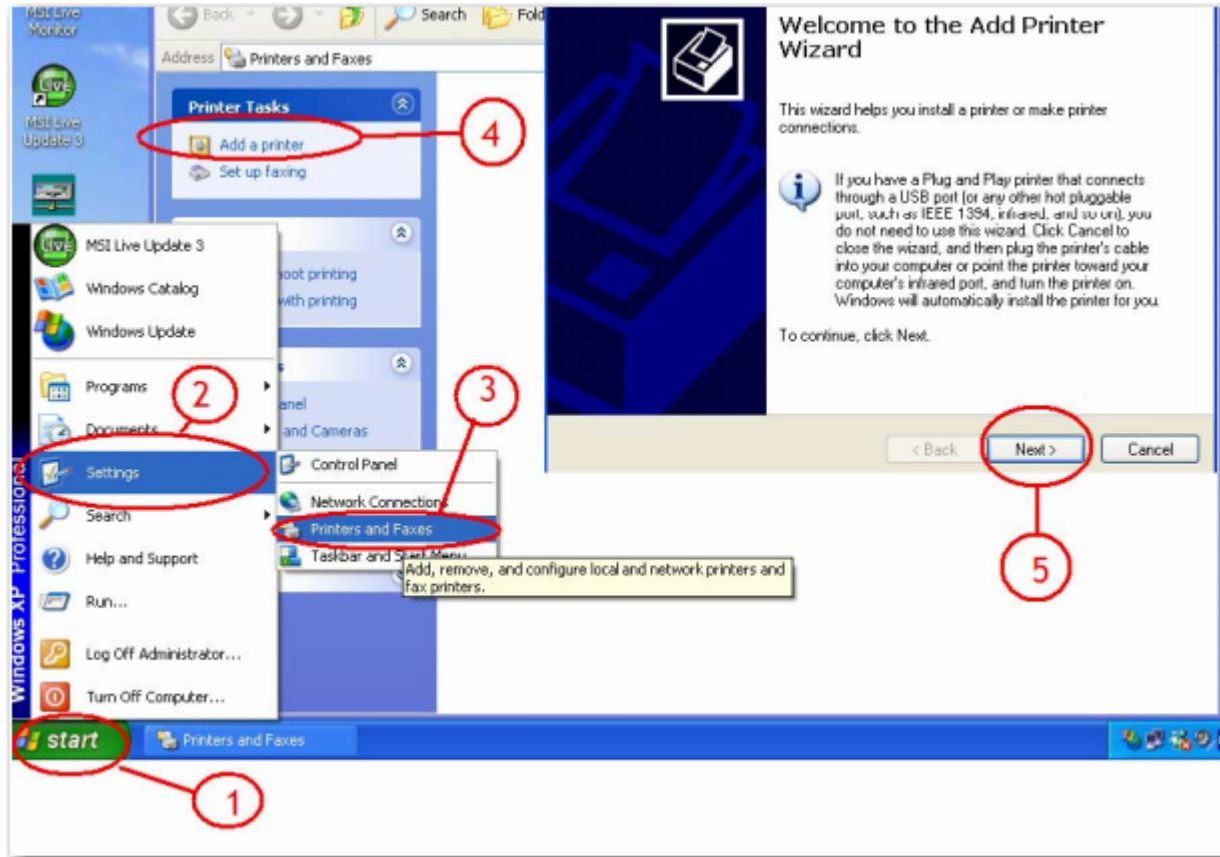 MSI Live
Monitor
MSI Live
Update 3
Back
Search
Fold
Address
Printers and Faxes
Printer Tasks
Add a printer
Set up faxing
4
hoot printing
with printing
anel
and Cameras
MSI Live Update 3
Windows Catalog
Windows Update
Programs
2
Documents
Settings
Search
Help and Support
Run...
Log Off Administrator...
Turn Off Computer...
Windows XP Professional
3
Control Panel
Network Connections
Printers and Faxes
Taskbar and Start Menu
Add, remove, and configure local and network printers and
fax printers.
Welcome to the Add Printer
Wizard
This wizard helps you install a printer or make printer
connections.
If you have a Plug and Play printer that connects
through a USB port (or any other hot pluggable
port, such as IEEE 1394, infrared, and so on), you
do not need to use this wizard. Click Cancel to
close the wizard, and then plug the printer's cable
into your computer or point the printer toward your
computer's infrared port, and turn the printer on.
Windows will automatically install the printer for you.
To continue, click Next.
< Back
Next >
Cancel
5
start
Printers and Faxes
1